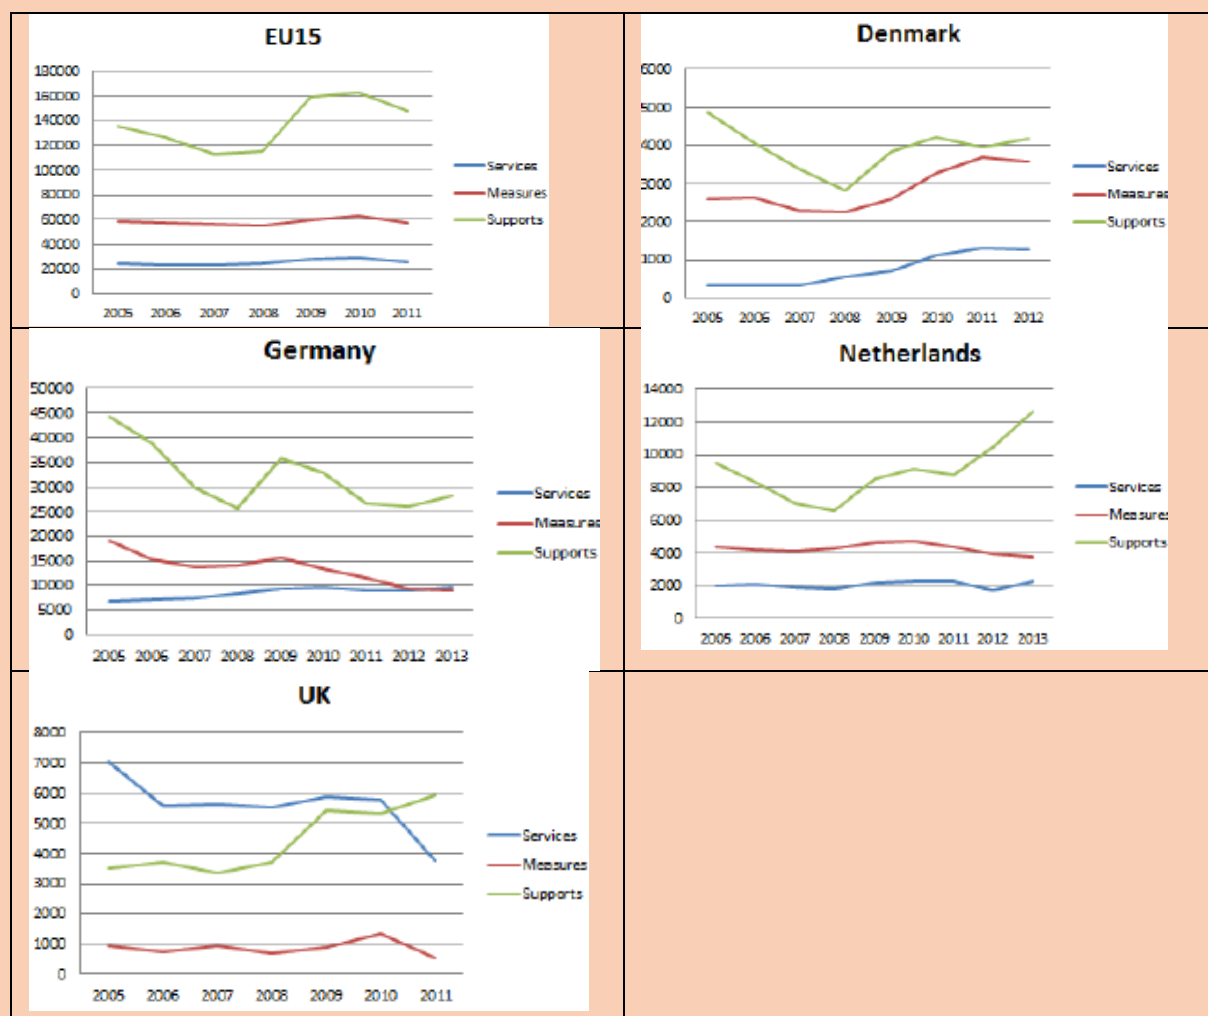 EU15
180000
160000
140000
120000
100000
80000
60000
40000
20000
0
2005 2006 2007 2008 2009 2010 2011
Services
Measures
Supports
Denmark
6000
5000
4000
3000
2000
1000
0
2005 2006 2007 2008 2009 2010 2011 2012
Services
Measures
Supports
Germany
50000
45000
40000
35000
30000
25000
20000
15000
10000
5000
0
2005 2006 2007 2008 2009 2010 2011 2012 2013
Services
Measures
Supports
Netherlands
14000
12000
10000
8000
6000
4000
2000
0
2005 2006 2007 2008 2009 2010 2011 2012 2013
Services
Measures
Supports
UK
8000
7000
6000
5000
4000
3000
2000
1000
0
2005 2006 2007 2008 2009 2010 2011
Services
Measures
Supports